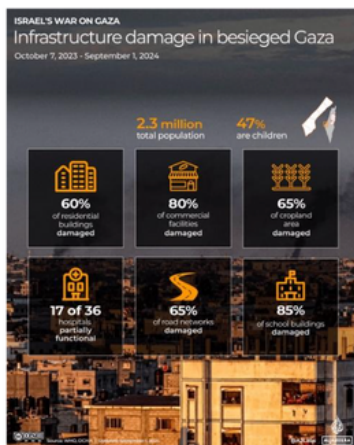 ISRAEL'S WAR ON GAZA
Infrastructure damage in besieged Gaza
October 7, 2023 - September 1, 2024
2.3 million
total population
47%
are children
60%
of residential
buildings
damaged
80%
of commercial
facilities
damaged
65%
of cropland
area
damaged
17 of 36
hospitals
partially
functional
65%
of road networks
damaged
85%
of school buildings
damaged